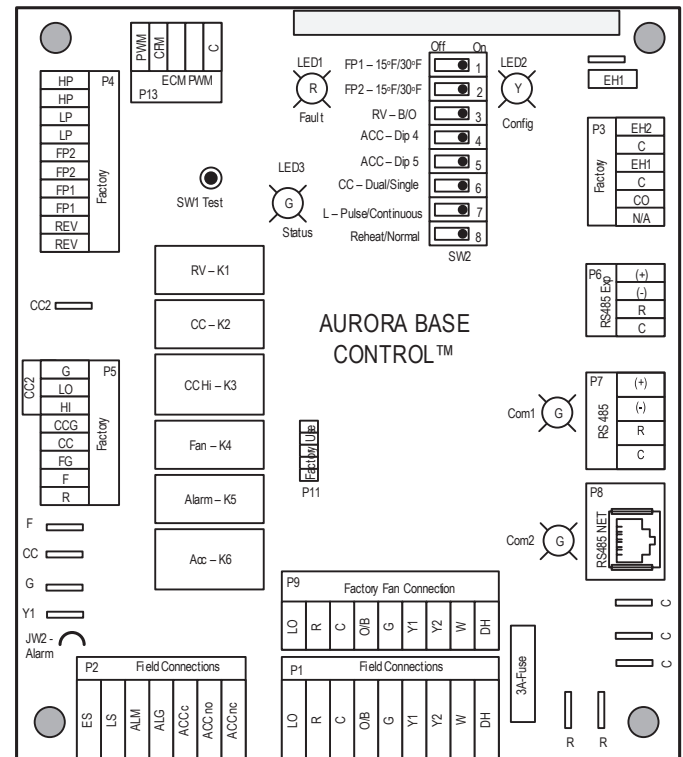 PWM
CFM
C
ECM PWM
P13
Off On
LED1
R
Fault
FP1 – 15°F/30°F 1
FP2 – 15°F/30°F 2
RV – B/O 3
ACC – Dip 4 4
ACC – Dip 5 5
CC – Dual/Single 6
L – Pulse/Continuous 7
Reheat/Normal 8
SW2
LED2
Y
Config
EH1
HP
HP
LP
LP
FP2
FP2
FP1
FP1
REV
REV
P4
Factory
SW1 Test
LED3
G
Status
P3
Factory
EH2
C
EH1
C
CO
N/A
RV – K1
CC – K2
CC Hi – K3
Fan – K4
Alarm – K5
Acc – K6
AURORA BASE
CONTROL™
P6
RS485 Exp
(+)
(-)
R
C
CC2
CC2
G
LO
HI
CCG
CC
FG
F
R
P5
Factory
Factory Use
P11
Com1
G
P7
RS 485
(+)
(-)
R
C
Com2
G
P8
RS485 NET
F
CC
G
Y1
JW2 -
Alarm
P9
Factory Fan Connection
LO
R
C
O/B
G
Y1
Y2
W
DH
C
C
C
P2
Field Connections
ES
LS
ALM
ALG
ACC c
ACC no
ACC nc
P1
Field Connections
LO
R
C
O/B
G
Y1
Y2
W
DH
3A-Fuse
R
R